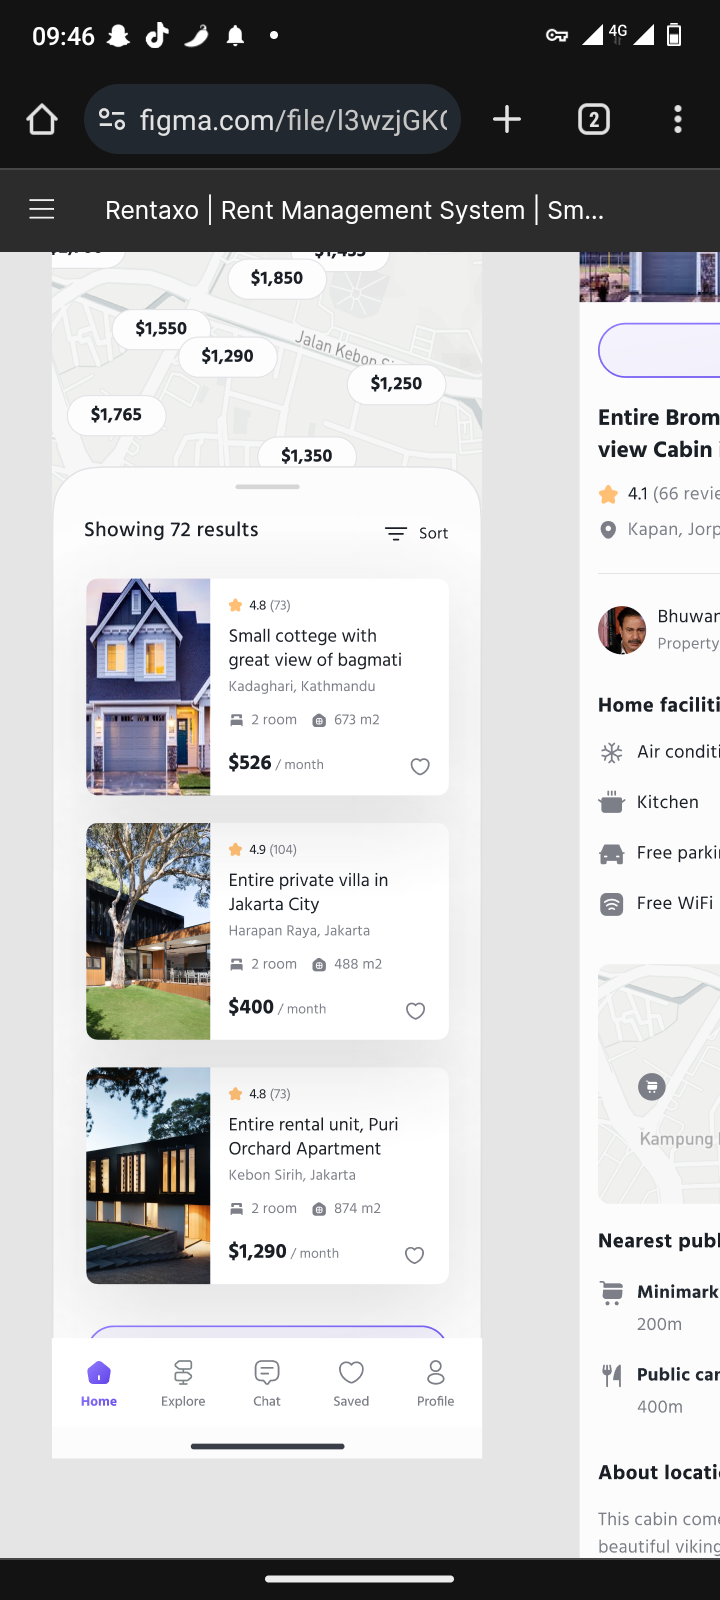 09:46
4G
figma.com/file/l3wzjGK
2
Rentaxo | Rent Management System | Sm...
$1,850
$1,550
$1,290
Jalan Kebon
$1,250
$1,765
$1,350
Showing 72 results
Sort
4.8 (73)
Small cottege with
great view of bagmati
Kadaghari, Kathmandu
2 room 673 m2
$526 / month
4.9 (104)
Entire private villa in
Jakarta City
Harapan Raya, Jakarta
2 room 488 m2
$400 / month
4.8 (73)
Entire rental unit, Puri
Orchard Apartment
Kebon Sirih, Jakarta
2 room 874 m2
$1,290 / month
Home Explore Chat Saved Profile
Entire Brom
view Cabin
4.1 (66 revie
Kapan, Jorp
Bhuwan
Property
Home faciliti
Air conditi
Kitchen
Free parki
Free WiFi
Kampung
Nearest publ
Minimark
200m
Public car
400m
About locati
This cabin come
beautiful viking